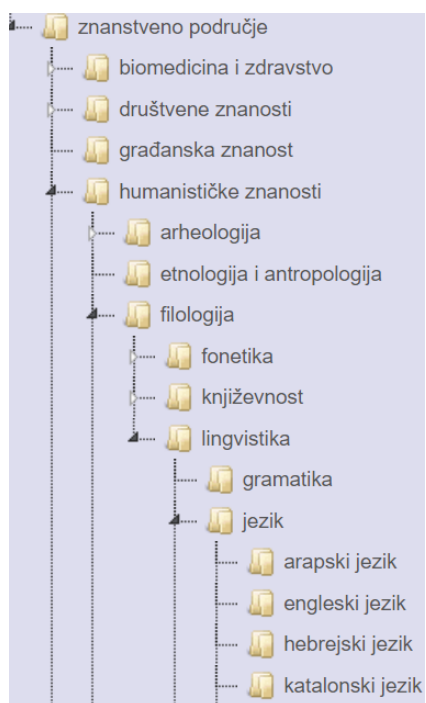 znanstveno područje
biomedicina i zdravstvo
društvene znanosti
građanska znanost
humanističke znanosti
arheologija
etnologija i antropologija
filologija
fonetika
književnost
lingvistika
gramatika
jezik
arapski jezik
engleski jezik
hebrejski jezik
katalonski jezik